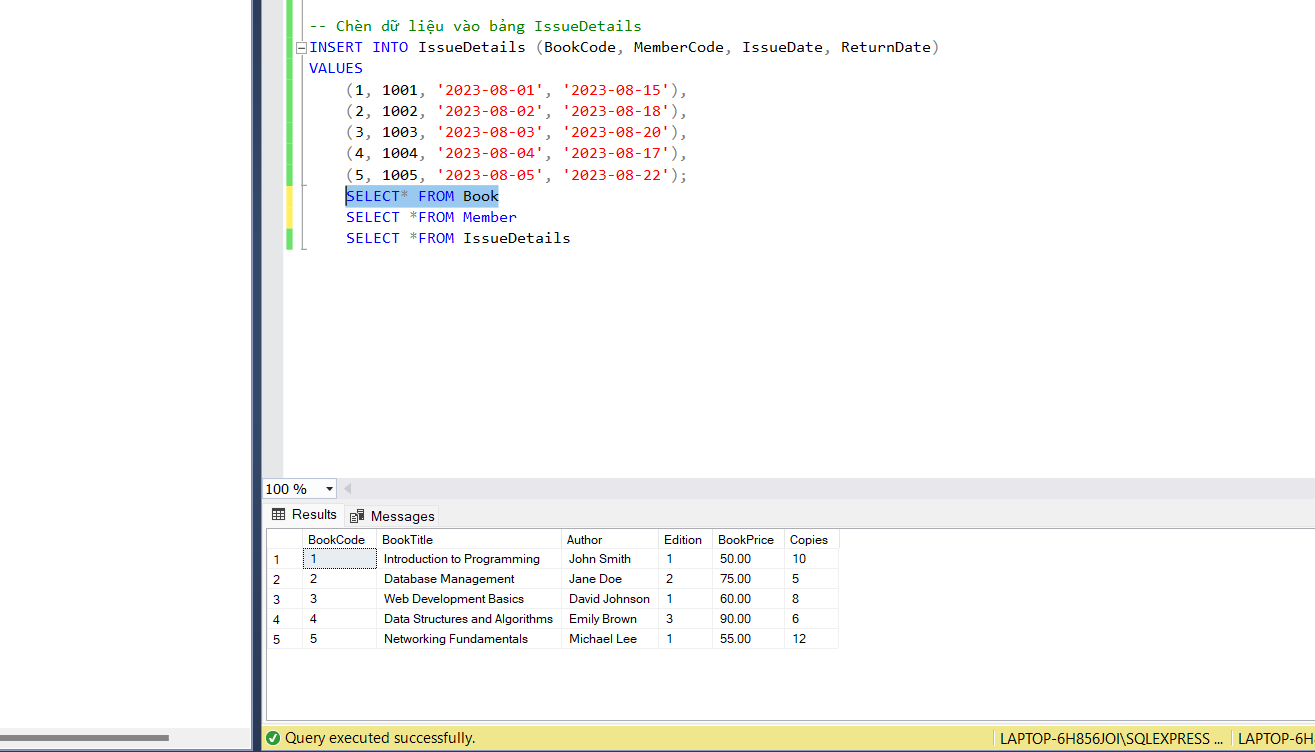 -- Chèn dữ liệu vào bảng IssueDetails
INSERT INTO IssueDetails (BookCode, MemberCode, IssueDate, ReturnDate)
VALUES
(1, 1001, '2023-08-01', '2023-08-15'),
(2, 1002, '2023-08-02', '2023-08-18'),
(3, 1003, '2023-08-03', '2023-08-20'),
(4, 1004, '2023-08-04', '2023-08-17'),
(5, 1005, '2023-08-05', '2023-08-22');
SELECT* FROM Book
SELECT *FROM Member
SELECT *FROM IssueDetails
100 %
Results Messages
BookCode BookTitle Author Edition BookPrice Copies
1 1 Introduction to Programming John Smith 1 50.00 10
2 2 Database Management Jane Doe 2 75.00 5
3 3 Web Development Basics David Johnson 1 60.00 8
4 4 Data Structures and Algorithms Emily Brown 3 90.00 6
5 5 Networking Fundamentals Michael Lee 1 55.00 12
Query executed successfully. LAPTOP-6H856JOI\SQLEXPRESS ... LAPTOP-6H